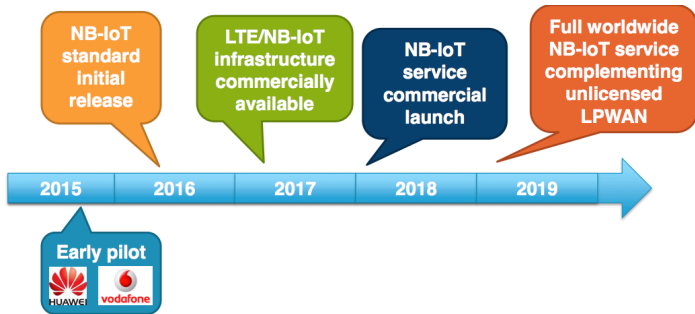 NB-IoT
standard
initial
release
LTE/NB-IoT
infrastructure
commercially
available
NB-IoT
service
commercial
launch
Full worldwide
NB-IoT service
complementing
unlicensed
LPWAN
2015
2016
2017
2018
2019
Early pilot
HUAWEI
vodafone